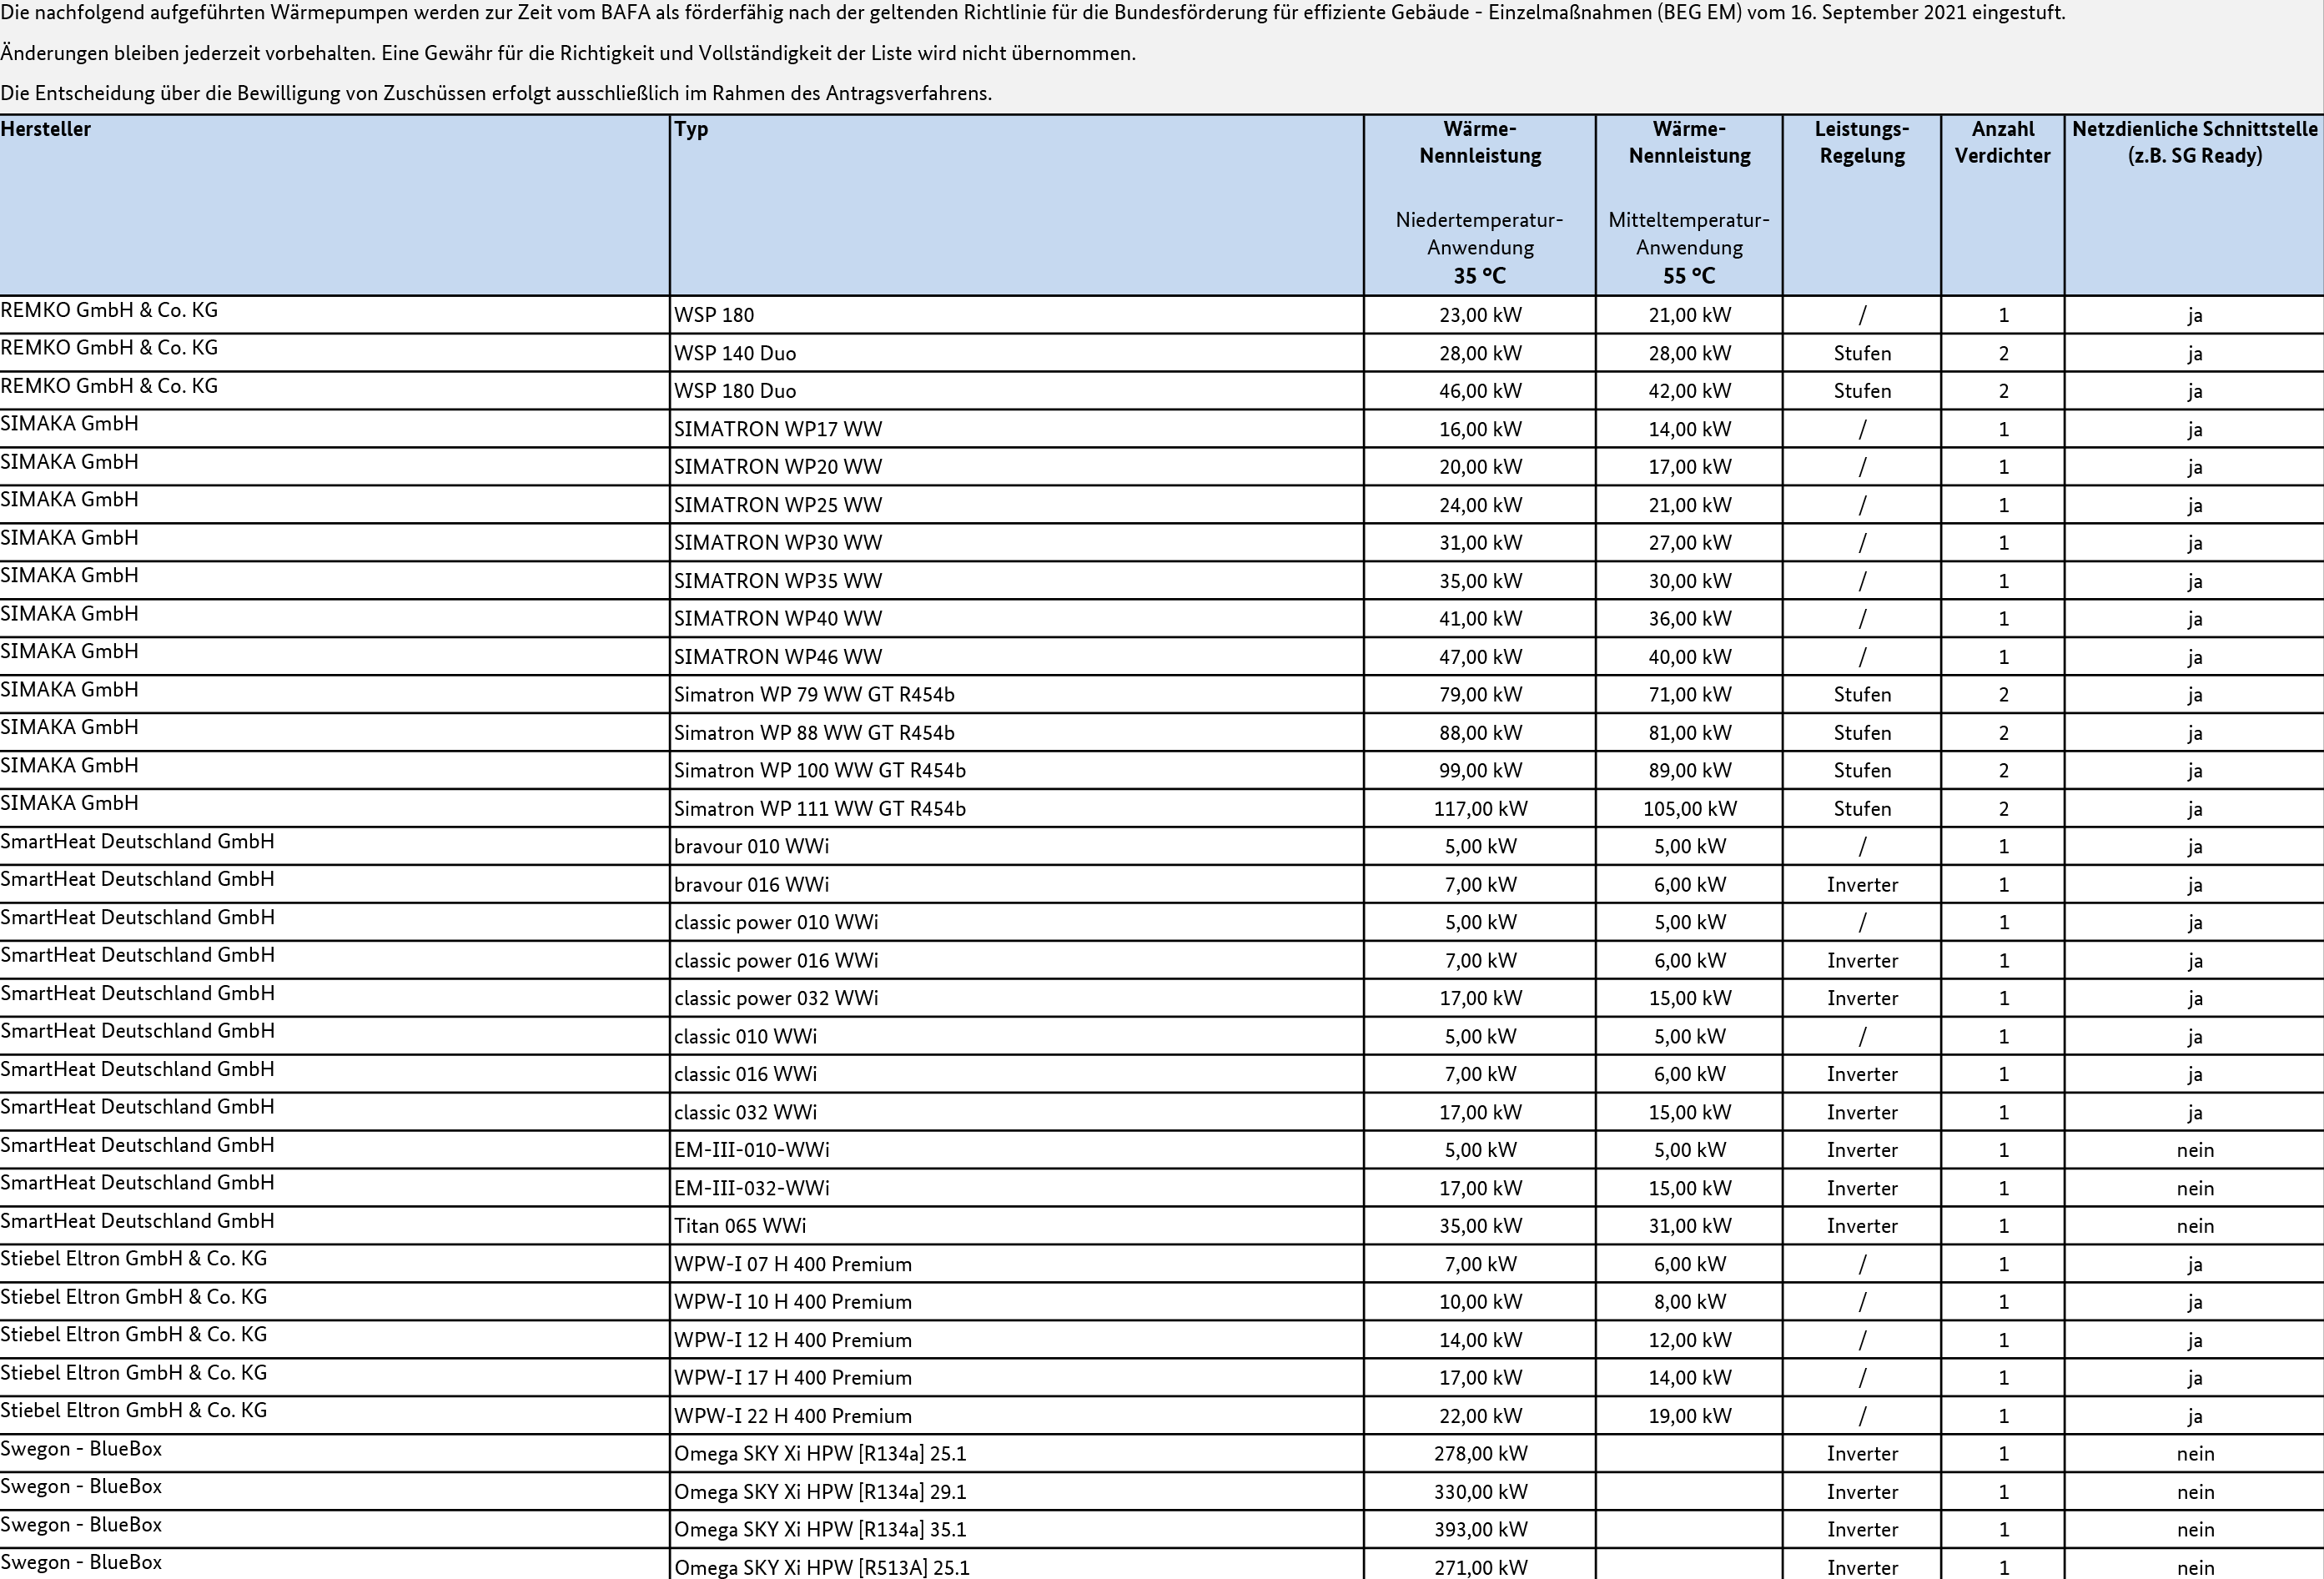 Die nachfolgend aufgeführten Wärmepumpen werden zur Zeit vom BAFA als förderfähig nach der geltenden Richtlinie für die Bundesförderung für effiziente Gebäude - Einzelmaßnahmen (BEG EM) vom 16. September 2021 eingestuft.
Änderungen bleiben jederzeit vorbehalten. Eine Gewähr für die Richtigkeit und Vollständigkeit der Liste wird nicht übernommen.
Die Entscheidung über die Bewilligung von Zuschüssen erfolgt ausschließlich im Rahmen des Antragsverfahrens.
Hersteller Typ Wärme- Wärme- Leistungs- Anzahl Netzdienliche Schnittstelle
Nennleistung Nennleistung Regelung Verdichter (z.B. SG Ready)
Niedertemperatur- Mitteltemperatur-
Anwendung Anwendung
35 °C 55 °C
REMKO GmbH & Co. KG WSP 180 23,00 kW 21,00 kW / 1 ja
REMKO GmbH & Co. KG WSP 140 Duo 28,00 kW 28,00 kW Stufen 2 ja
REMKO GmbH & Co. KG WSP 180 Duo 46,00 kW 42,00 kW Stufen 2 ja
SIMAKA GmbH SIMATRON WP17 WW 16,00 kW 14,00 kW / 1 ja
SIMAKA GmbH SIMATRON WP20 WW 20,00 kW 17,00 kW / 1 ja
SIMAKA GmbH SIMATRON WP25 WW 24,00 kW 21,00 kW / 1 ja
SIMAKA GmbH SIMATRON WP30 WW 31,00 kW 27,00 kW / 1 ja
SIMAKA GmbH SIMATRON WP35 WW 35,00 kW 30,00 kW / 1 ja
SIMAKA GmbH SIMATRON WP40 WW 41,00 kW 36,00 kW / 1 ja
SIMAKA GmbH SIMATRON WP46 WW 47,00 kW 40,00 kW / 1 ja
SIMAKA GmbH Simatron WP 79 WW GT R454b 79,00 kW 71,00 kW Stufen 2 ja
SIMAKA GmbH Simatron WP 88 WW GT R454b 88,00 kW 81,00 kW Stufen 2 ja
SIMAKA GmbH Simatron WP 100 WW GT R454b 99,00 kW 89,00 kW Stufen 2 ja
SIMAKA GmbH Simatron WP 111 WW GT R454b 117,00 kW 105,00 kW Stufen 2 ja
SmartHeat Deutschland GmbH bravour 010 WWi 5,00 kW 5,00 kW / 1 ja
SmartHeat Deutschland GmbH bravour 016 WWi 7,00 kW 6,00 kW Inverter 1 ja
SmartHeat Deutschland GmbH classic power 010 WWi 5,00 kW 5,00 kW / 1 ja
SmartHeat Deutschland GmbH classic power 016 WWi 7,00 kW 6,00 kW Inverter 1 ja
SmartHeat Deutschland GmbH classic power 032 WWi 17,00 kW 15,00 kW Inverter 1 ja
SmartHeat Deutschland GmbH classic 010 WWi 5,00 kW 5,00 kW / 1 ja
SmartHeat Deutschland GmbH classic 016 WWi 7,00 kW 6,00 kW Inverter 1 ja
SmartHeat Deutschland GmbH classic 032 WWi 17,00 kW 15,00 kW Inverter 1 ja
SmartHeat Deutschland GmbH EM-III-010-WWi 5,00 kW 5,00 kW Inverter 1 nein
SmartHeat Deutschland GmbH EM-III-032-WWi 17,00 kW 15,00 kW Inverter 1 nein
SmartHeat Deutschland GmbH Titan 065 WWi 35,00 kW 31,00 kW Inverter 1 nein
Stiebel Eltron GmbH & Co. KG WPW-I 07 H 400 Premium 7,00 kW 6,00 kW / 1 ja
Stiebel Eltron GmbH & Co. KG WPW-I 10 H 400 Premium 10,00 kW 8,00 kW / 1 ja
Stiebel Eltron GmbH & Co. KG WPW-I 12 H 400 Premium 14,00 kW 12,00 kW / 1 ja
Stiebel Eltron GmbH & Co. KG WPW-I 17 H 400 Premium 17,00 kW 14,00 kW / 1 ja
Stiebel Eltron GmbH & Co. KG WPW-I 22 H 400 Premium 22,00 kW 19,00 kW / 1 ja
Swegon - BlueBox Omega SKY Xi HPW [R134a] 25.1 278,00 kW Inverter 1 nein
Swegon - BlueBox Omega SKY Xi HPW [R134a] 29.1 330,00 kW Inverter 1 nein
Swegon - BlueBox Omega SKY Xi HPW [R134a] 35.1 393,00 kW Inverter 1 nein
Swegon - BlueBox Omega SKY Xi HPW [R513A] 25.1 271,00 kW Inverter 1 nein